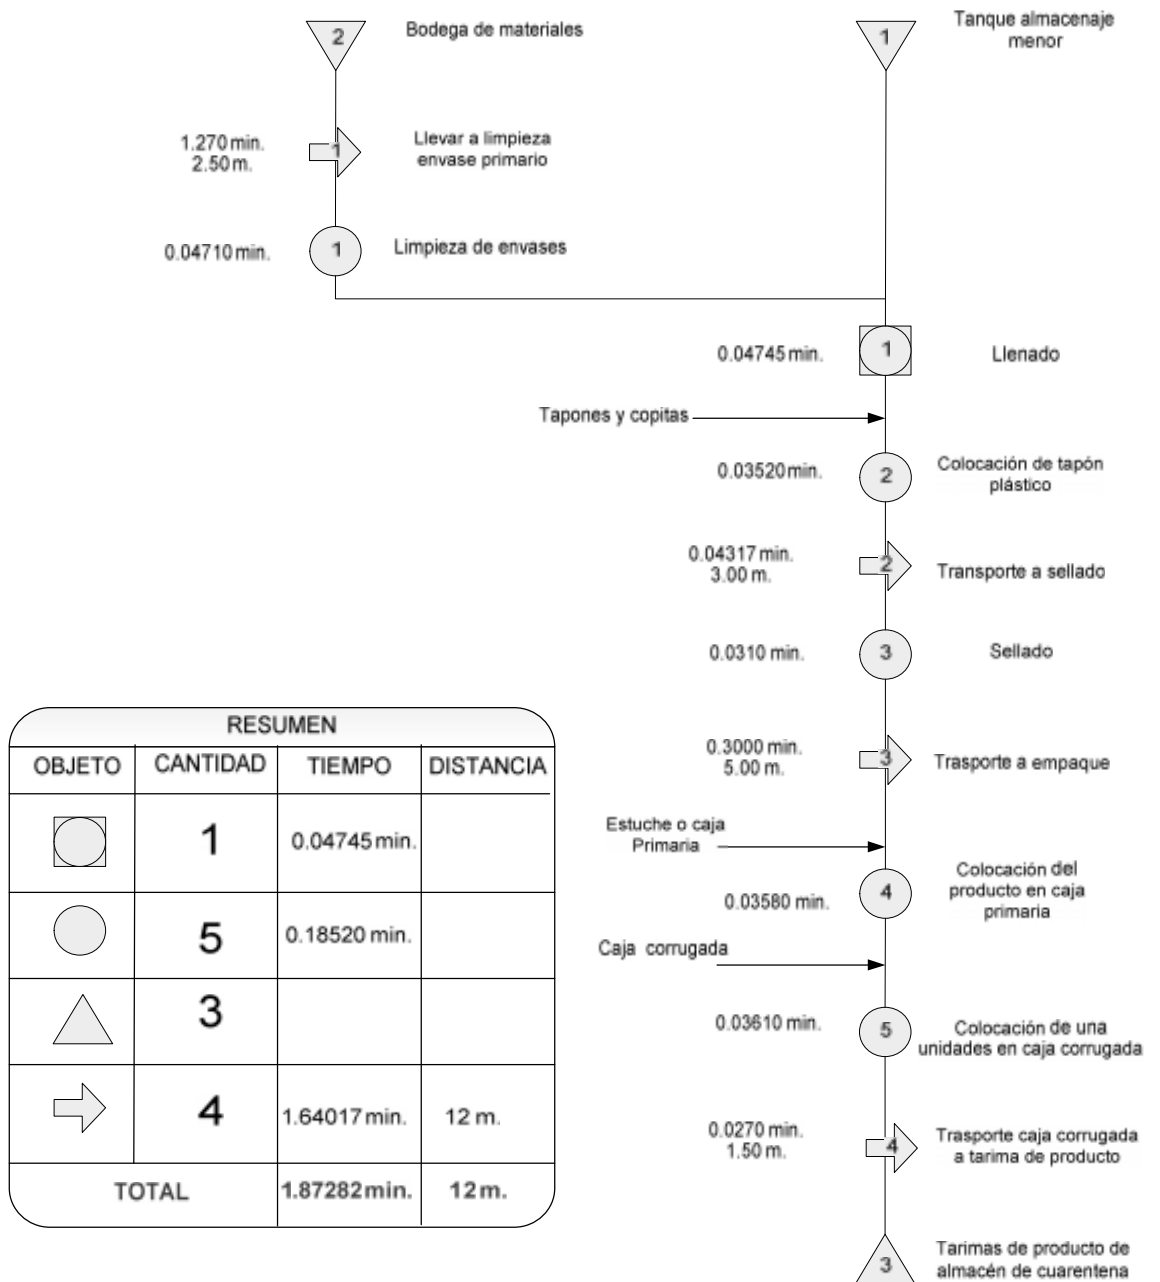 2
Bodega de materiales
1
Tanque almacenaje
menor
1.270 min.
2.50 m.
1
Llevar a limpieza
envase primario
0.04710 min.
1
Limpieza de envases
0.04745 min.
1
Llenado
Tapones y copitas
0.03520 min.
2
Colocación de tapón
plástico
0.04317 min.
3.00 m.
2
Transporte a sellado
0.0310 min.
3
Sellado
0.3000 min.
5.00 m.
3
Trasporte a empaque
Estuche o caja
Primaria
0.03580 min.
4
Colocación del
producto en caja
primaria
Caja corrugada
0.03610 min.
5
Colocación de una
unidades en caja corrugada
0.0270 min.
1.50 m.
4
Trasporte caja corrugada
a tarima de producto
3
Tarimas de producto de
almacén de cuarentena
RESUMEN
OBJETO CANTIDAD TIEMPO DISTANCIA
1 0.04745 min.
5 0.18520 min.
3
4 1.64017 min. 12 m.
TOTAL 1.87282 min. 12 m.